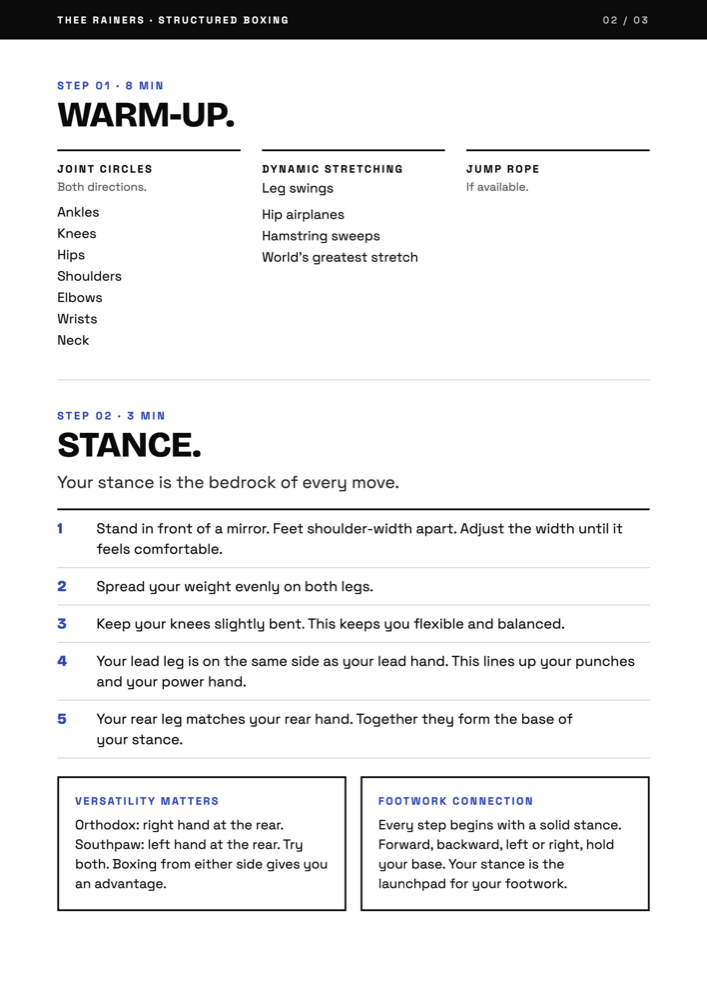 THEE RAINERS · STRUCTURED BOXING
02 / 03
STEP 01 · 8 MIN
WARM-UP.
JOINT CIRCLES
Both directions.
Ankles
Knees
Hips
Shoulders
Elbows
Wrists
Neck
DYNAMIC STRETCHING
Leg swings
Hip airplanes
Hamstring sweeps
World's greatest stretch
JUMP ROPE
If available.
STEP 02 · 3 MIN
STANCE.
Your stance is the bedrock of every move.
1 Stand in front of a mirror. Feet shoulder-width apart. Adjust the width until it
feels comfortable.
2 Spread your weight evenly on both legs.
3 Keep your knees slightly bent. This keeps you flexible and balanced.
4 Your lead leg is on the same side as your lead hand. This lines up your punches
and your power hand.
5 Your rear leg matches your rear hand. Together they form the base of
your stance.
VERSATILITY MATTERS
Orthodox: right hand at the rear.
Southpaw: left hand at the rear. Try
both. Boxing from either side gives you
an advantage.
FOOTWORK CONNECTION
Every step begins with a solid stance.
Forward, backward, left or right, hold
your base. Your stance is the
launchpad for your footwork.